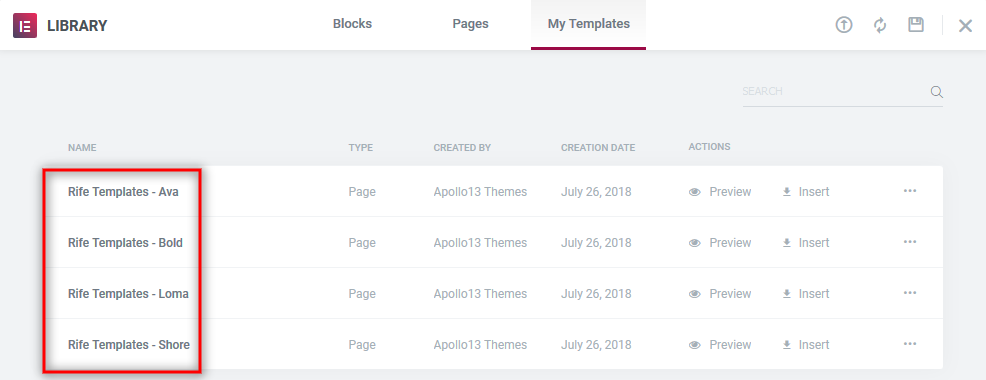 LIBRARY Blocks Pages My Templates
SEARCH
NAME TYPE CREATED BY CREATION DATE ACTIONS
Rife Templates - Ava Page Apollo13 Themes July 26, 2018 Preview Insert
Rife Templates - Bold Page Apollo13 Themes July 26, 2018 Preview Insert
Rife Templates - Loma Page Apollo13 Themes July 26, 2018 Preview Insert
Rife Templates - Shore Page Apollo13 Themes July 26, 2018 Preview Insert